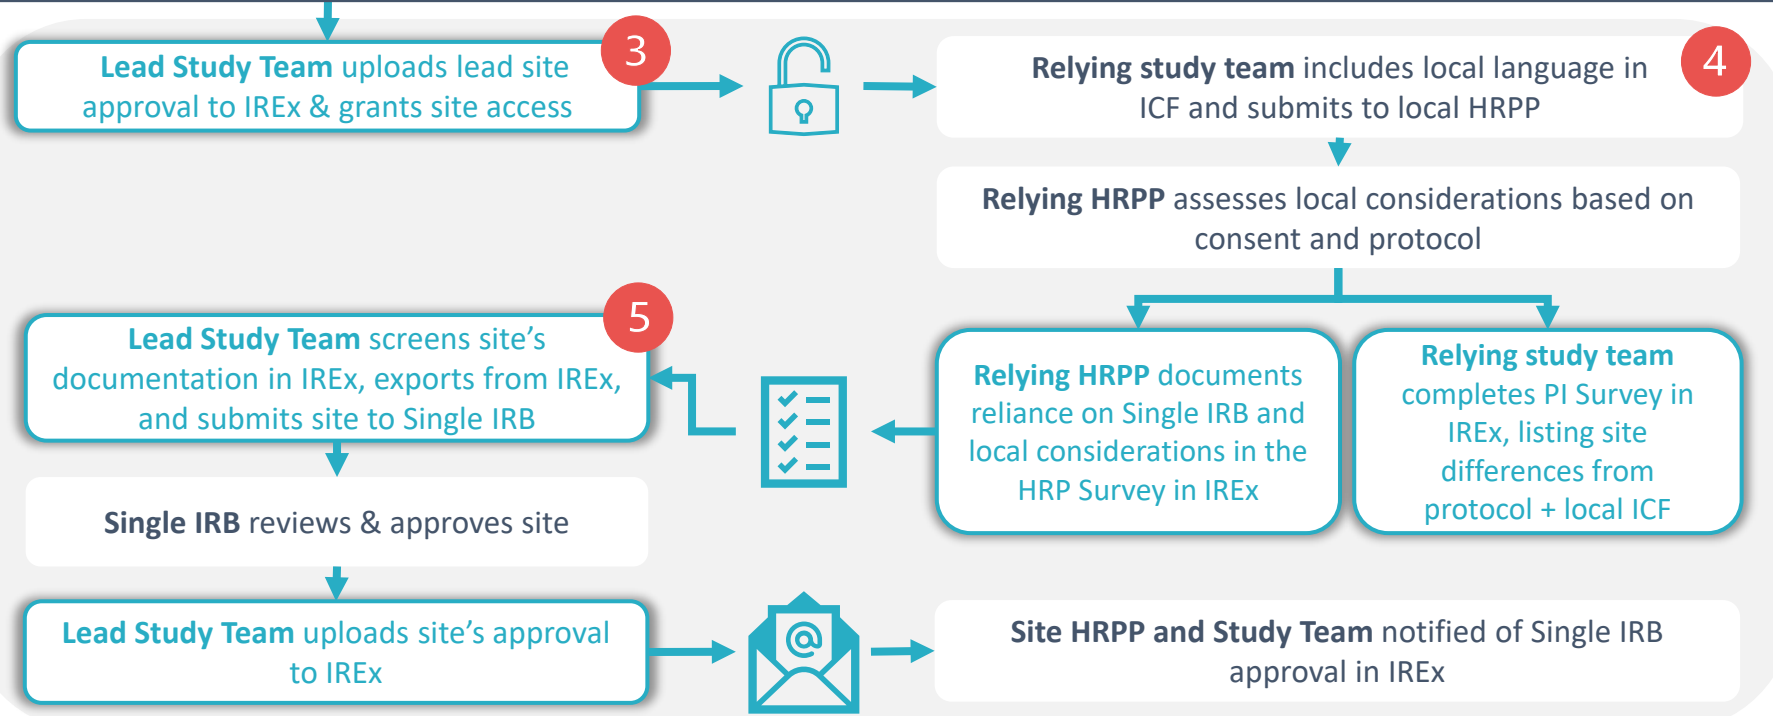 Lead Study Team uploads lead site
approval to IREx & grants site access
3
Relying study team includes local language in
ICF and submits to local HRPP
4
Relying HRPP assesses local considerations based on
consent and protocol
Lead Study Team screens site’s
documentation in IREx, exports from IREx,
and submits site to Single IRB
5
Relying HRPP documents
reliance on Single IRB and
local considerations in the
HRP Survey in IREx
Relying study team
completes PI Survey in
IREx, listing site
differences from
protocol + local ICF
Single IRB reviews & approves site
Lead Study Team uploads site’s approval
to IREx
@
Site HRPP and Study Team notified of Single IRB
approval in IREx